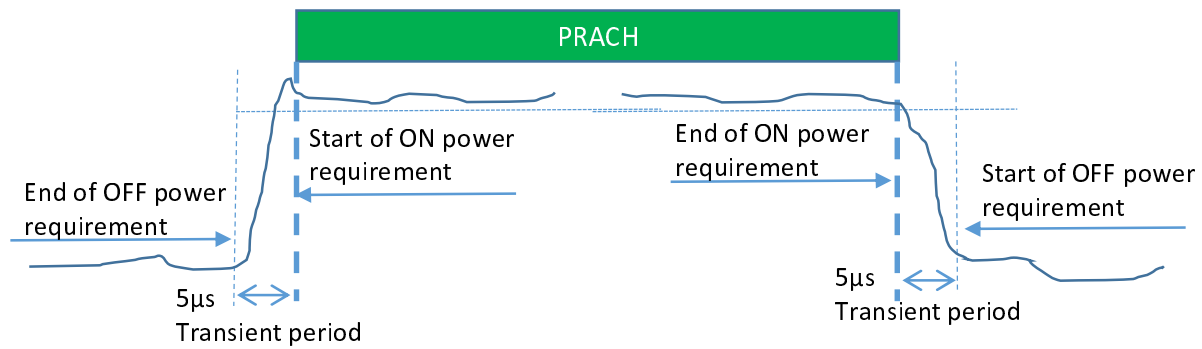 PRACH
Start of ON power
requirement
End of ON power
requirement
End of OFF power
requirement
Start of OFF power
requirement
5µs
Transient period
5µs
Transient period